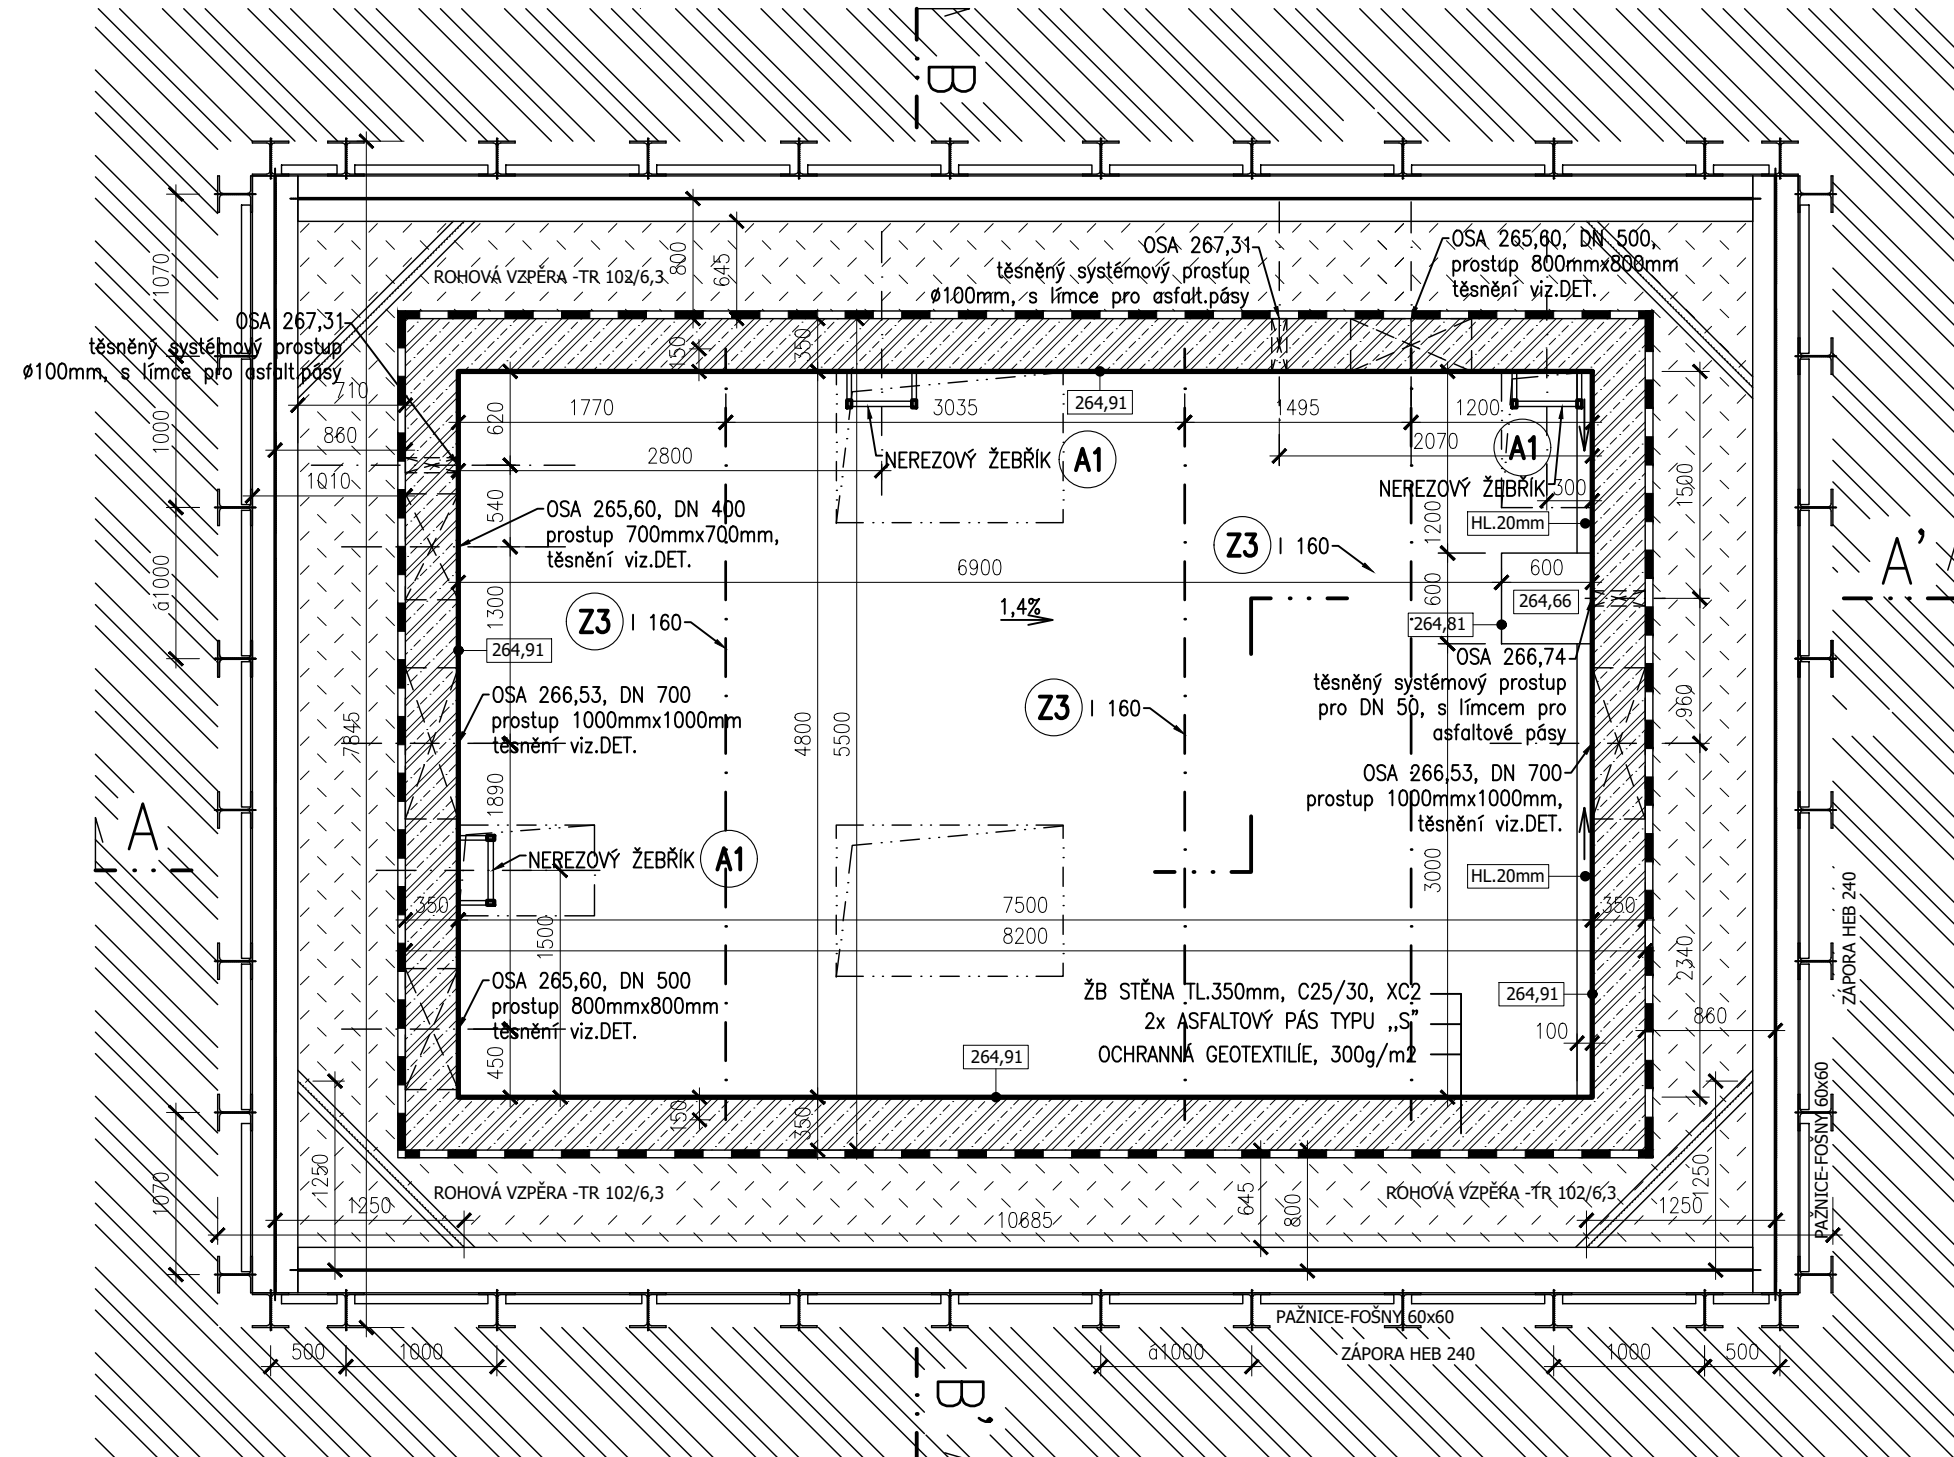 B
1070
1000
á1000
1070
800
645
ROHOVÁ VZPĚRA -TR 102/6,3
OSA 267,31
těsněný systémový prostup
ø100mm, s límce pro asfalt.pásy
OSA 265,60, DN 500,
prostup 800mmx800mm
těsnění viz.DET.
OSA 267,31
těsněný systémový prostup
ø100mm, s límce pro asfalt.pásy
150
350
710
860
1010
620
540
1300
1890
450
1770
3035
264,91
1495
1200
2070
2800
NEREZOVÝ ŽEBŘÍK
A1
A1
NEREZOVÝ ŽEBŘÍK
300
1500
HL.20mm
1200
OSA 265,60, DN 400
prostup 700mmx700mm,
těsnění viz.DET.
Z3
I 160
6900
600
600
264,66
1,4%
Z3
I 160
264,81
264,91
OSA 266,74
těsněný systémový prostup
pro DN 50, s límcem pro
asfaltové pásy
960
OSA 266,53, DN 700
prostup 1000mmx1000mm
těsnění viz.DET.
Z3
I 160
7845
4800
5500
OSA 266,53, DN 700
prostup 1000mmx1000mm,
těsnění viz.DET.
A
A'
NEREZOVÝ ŽEBŘÍK
A1
3000
HL.20mm
350
7500
350
8200
1500
2340
OSA 265,60, DN 500
prostup 800mmx800mm
těsnění viz.DET.
ŽB STĚNA TL.350mm, C25/30, XC2
2x ASFALTOVÝ PÁS TYPU ,,S"
OCHRANNÁ GEOTEXTILÍE, 300g/m2
264,91
264,91
860
100
ZÁPORA HEB 240
PAŽNICE-FOŠNY 60x60
150
350
1250
1250
ROHOVÁ VZPĚRA -TR 102/6,3
645
800
ROHOVÁ VZPĚRA -TR 102/6,3
1250
1250
10685
PAŽNICE-FOŠNY 60x60
ZÁPORA HEB 240
500
1000
á1000
1000
500
B'